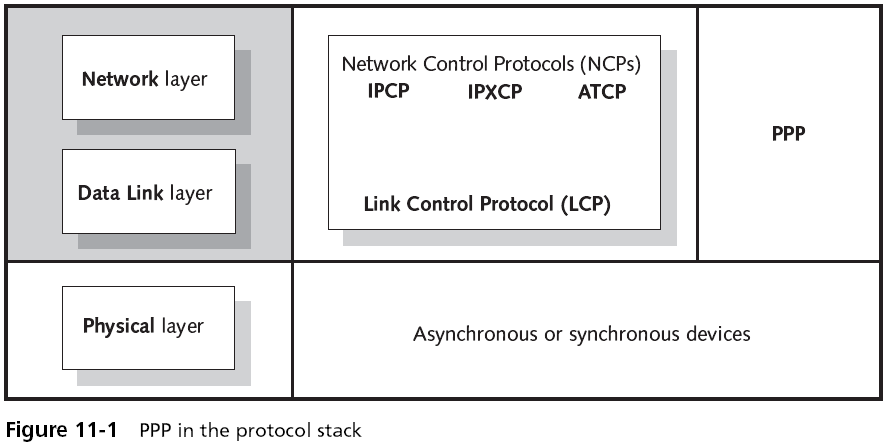 Network layer
Network Control Protocols (NCPs)
IPCP IPXCP ATCP
PPP
Data Link layer
Link Control Protocol (LCP)
Physical layer
Asynchronous or synchronous devices
Figure 11-1 PPP in the protocol stack